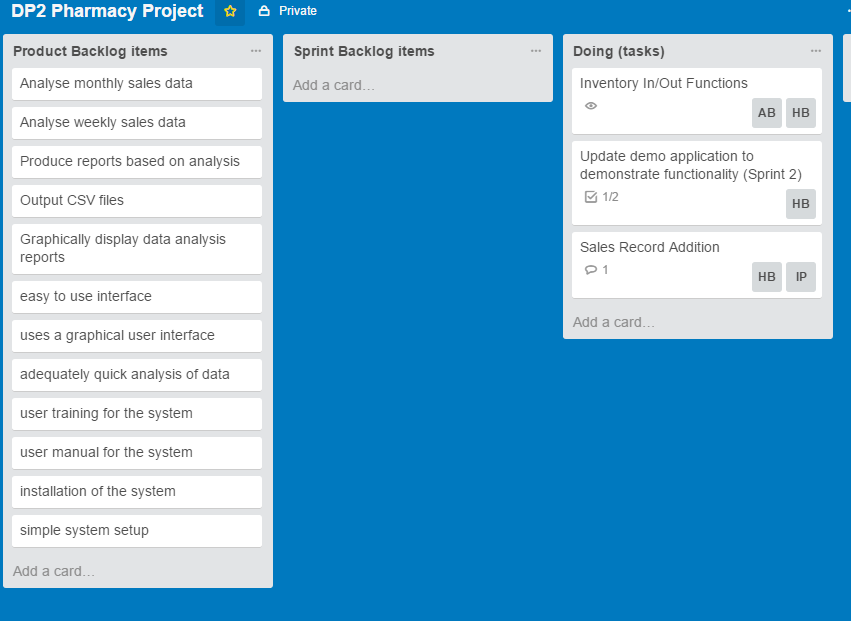 DP2 Pharmacy Project
Private
Product Backlog items
Analyse monthly sales data
Analyse weekly sales data
Produce reports based on analysis
Output CSV files
Graphically display data analysis
reports
easy to use interface
uses a graphical user interface
adequately quick analysis of data
user training for the system
user manual for the system
installation of the system
simple system setup
Add a card…
Sprint Backlog items
Add a card…
Doing (tasks)
Inventory In/Out Functions
AB HB
Update demo application to
demonstrate functionality (Sprint 2)
1/2
HB
Sales Record Addition
1
HB IP
Add a card…